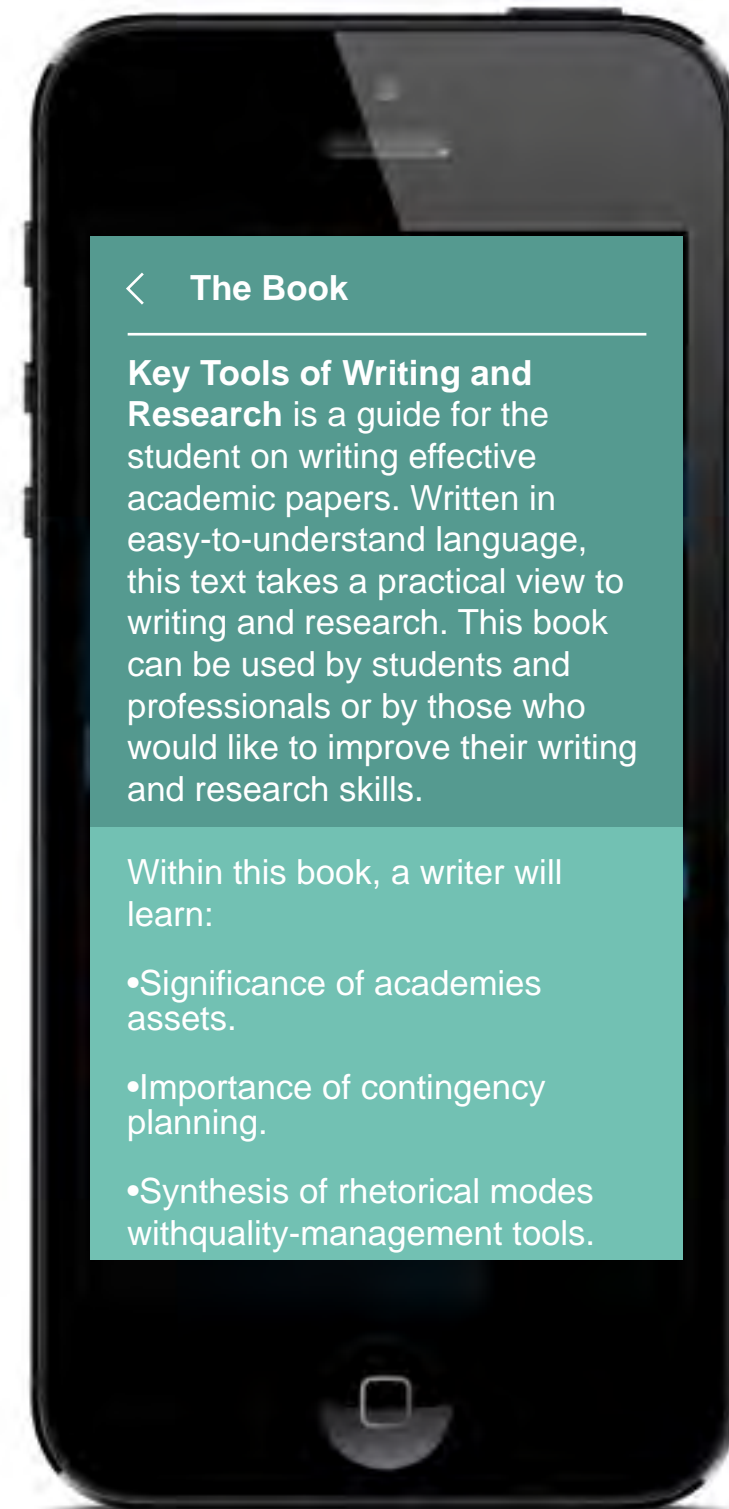 The Book
Key Tools of Writing and
Research is a guide for the
student on writing effective
academic papers. Written in
easy-to-understand language,
this text takes a practical view to
writing and research. This book
can be used by students and
professionals or by those who
would like to improve their writing
and research skills.
Within this book, a writer will
learn:
•Significance of academies
assets.
•Importance of contingency
planning.
•Synthesis of rhetorical modes
withquality-management tools.